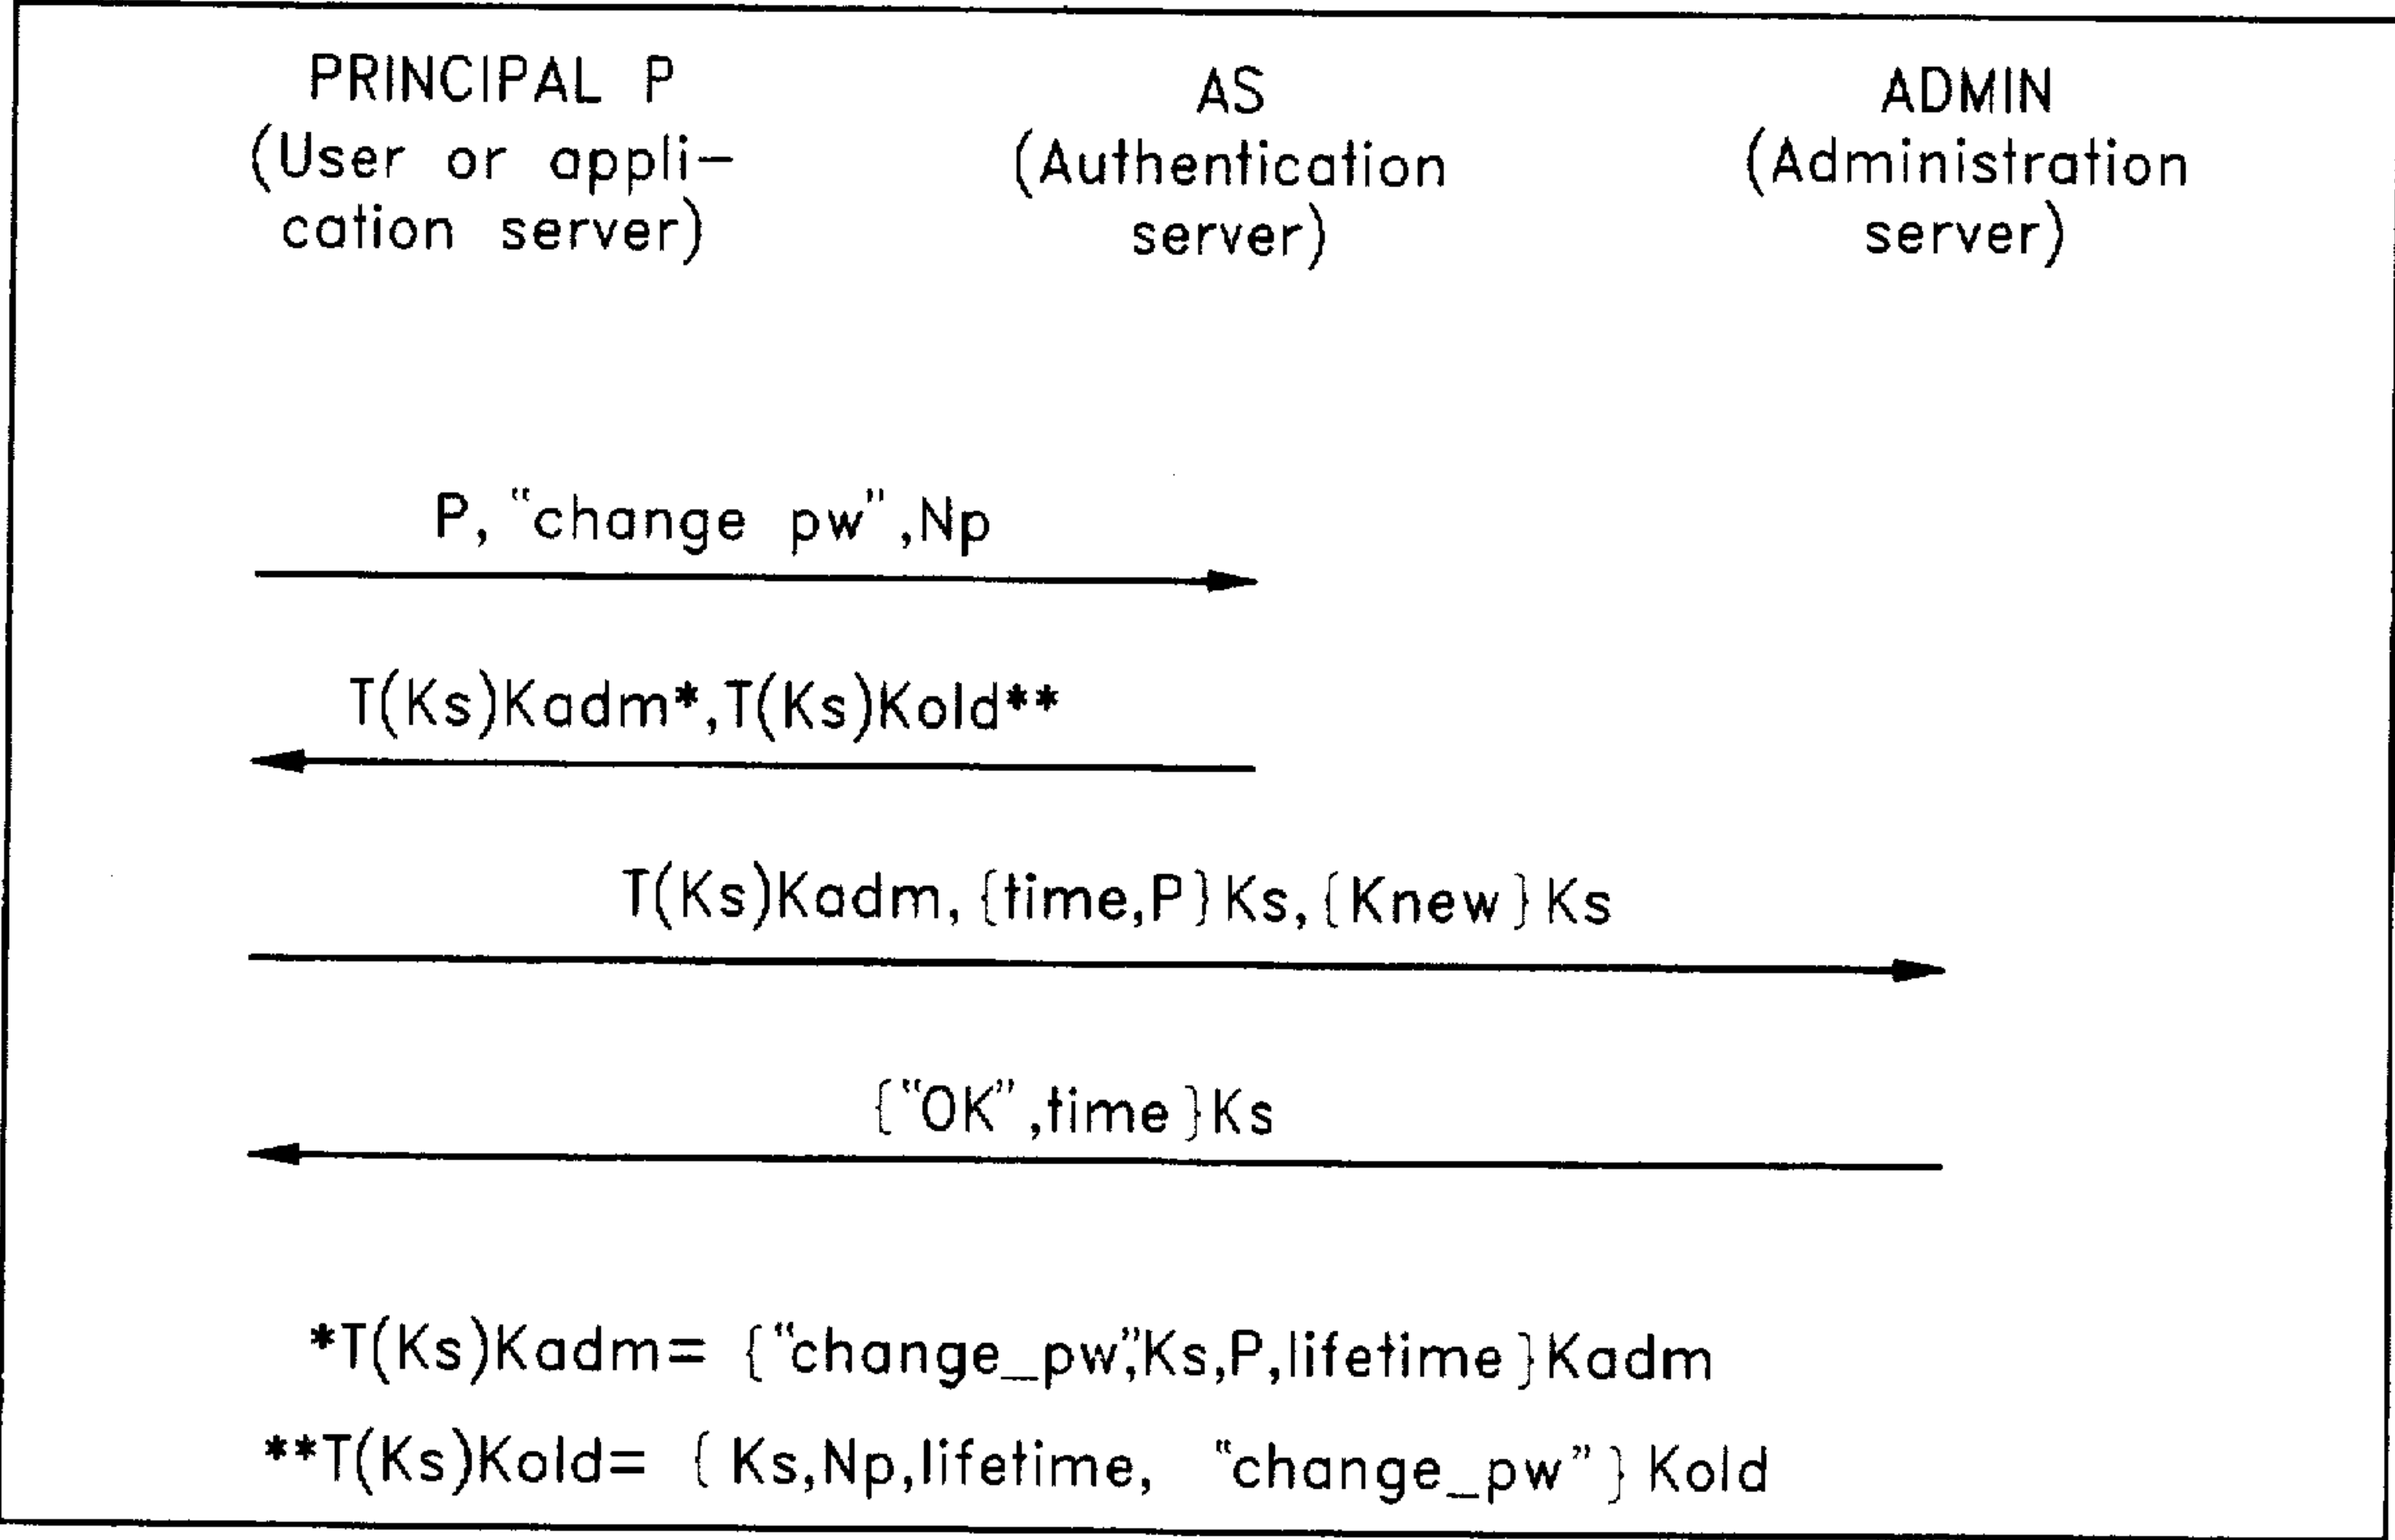 PRINCIPAL P
(User or appli-
cation server)
AS
(Authentication
server)
ADMIN
(Administration
server)
P, "change pw",Np
T(Ks)Kadm*,T(Ks)Kold**
T(Ks)Kadm, {time,P}Ks,{Knew}Ks
{"OK",time}Ks
*T(Ks)Kadm= {"change_pw",Ks,P,lifetime}Kadm
**T(Ks)Kold= {Ks,Np,lifetime, "change_pw"}Kold